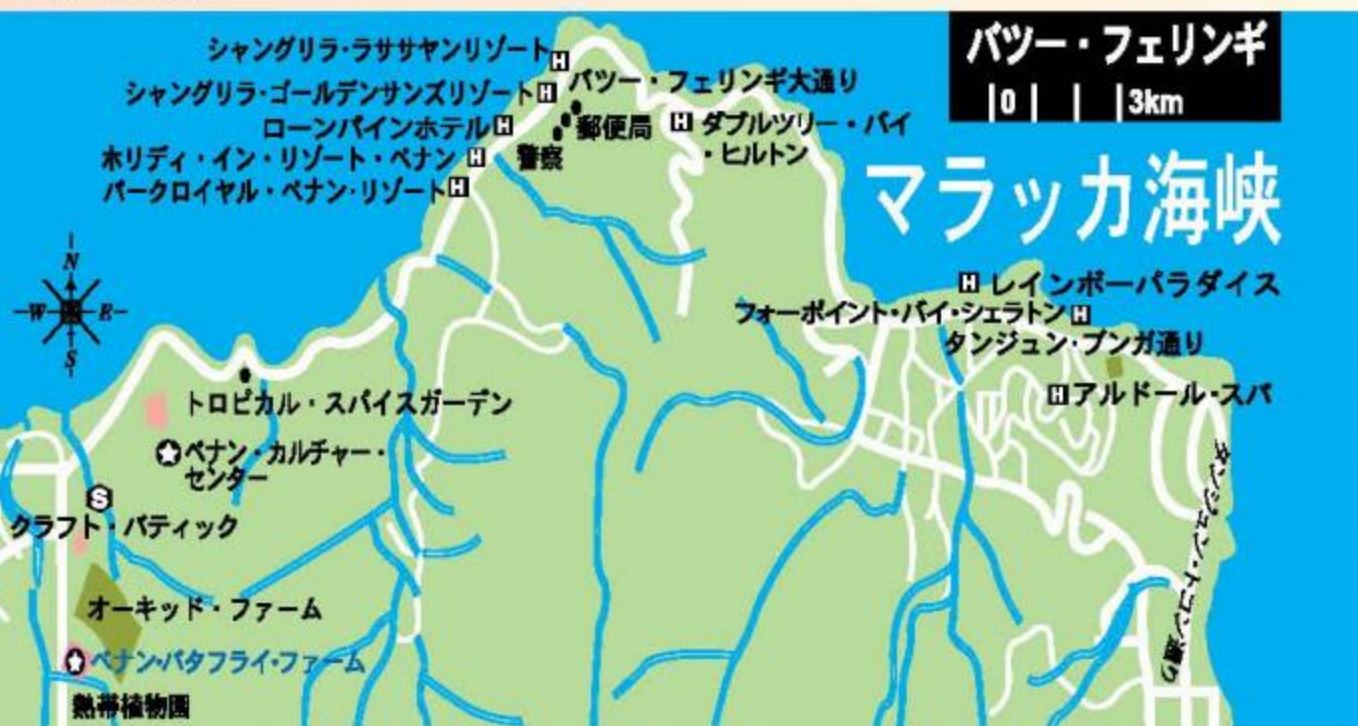 バツー・フェリンギ
|0 | | |3km
マラッカ海峡
シャングリラ・ラササヤンリゾート
H
シャングリラ・ゴールデンサンズリゾート
H
バツー・フェリンギ大通り
ローンパインホテル
H
郵便局
H
ダブルツリー・バイ
・ヒルトン
ホリディ・イン・リゾート・ペナン
H
警察
パークロイヤル・ペナン・リゾート
H
N
W
E
S
H
レインボーパラダイス
フォーポイント・バイ・シェラトン
H
タンジュン・ブンガ通り
H
アルドール・スパ
トロピカル・スパイスガーデン
ペナン・カルチャー・
センター
S
クラフト・バティック
タンジュン・トコン通り
オーキッド・ファーム
ペナン・バタフライ・ファーム
熱帯植物園